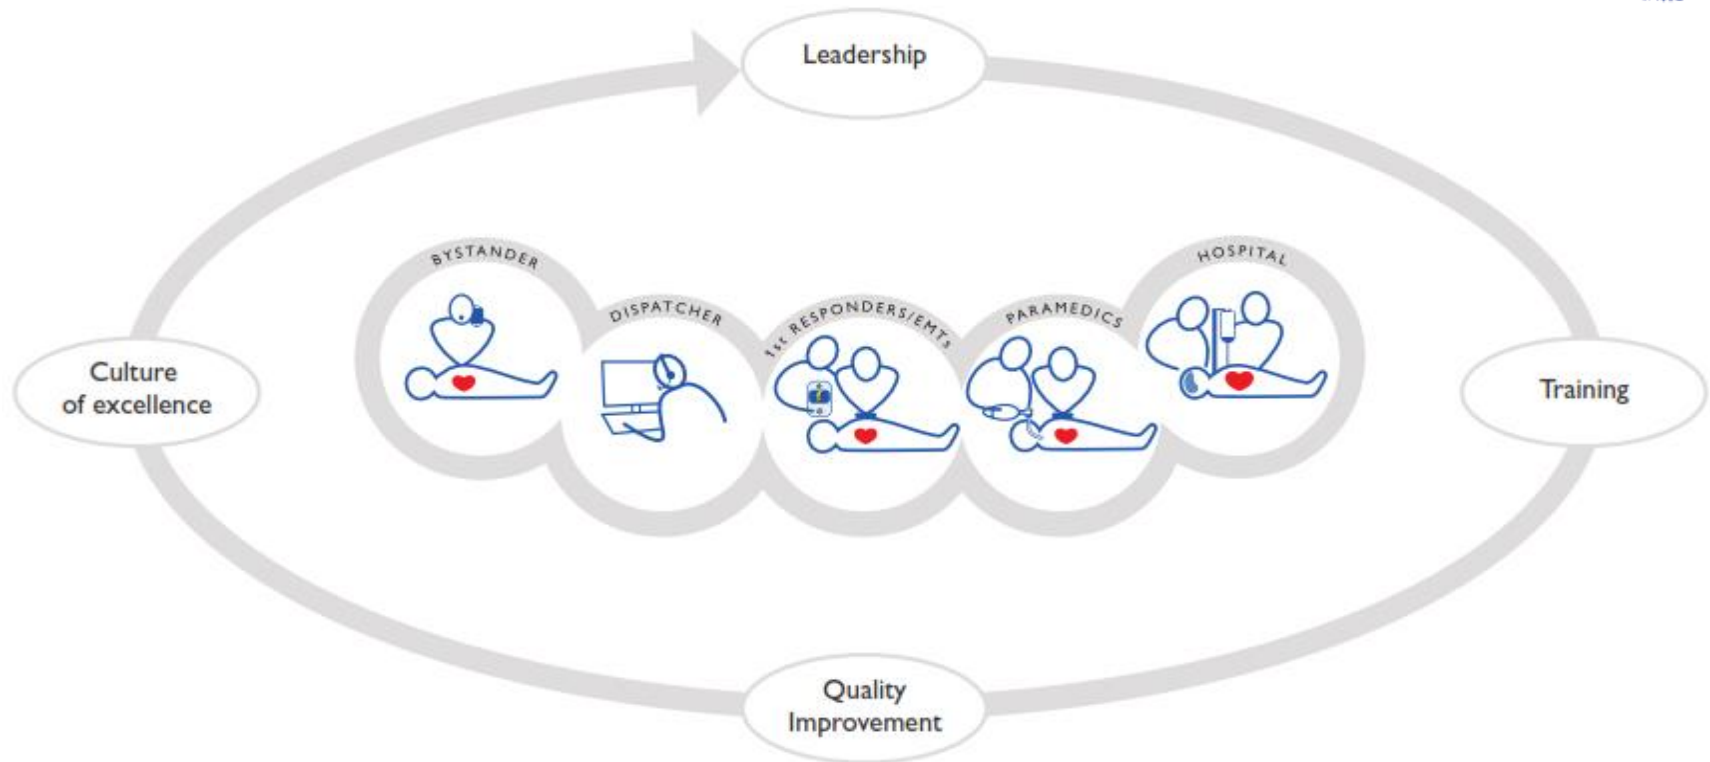 Leadership
BYSTANDER
DISPATCHER
1st RESPONDERS/EMTs
PARAMEDICS
HOSPITAL
Culture
of excellence
Training
Quality
Improvement